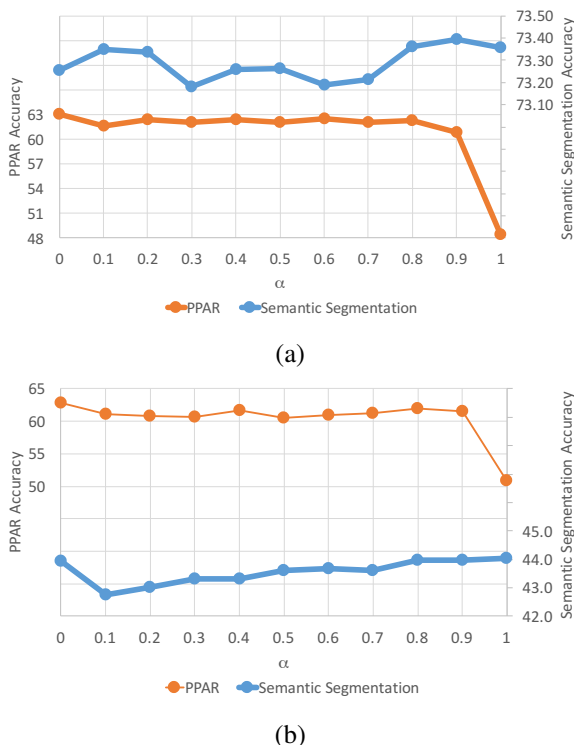 73.50
73.40
73.30
73.20
73.10
63
60
57
54
51
48
PPAR Accuracy
Semantic Segmentation Accuracy
0 0.1 0.2 0.3 0.4 0.5 0.6 0.7 0.8 0.9 1
α
PPAR Semantic Segmentation
(a)
65
60
55
50
PPAR Accuracy
45.0
44.0
43.0
42.0
Semantic Segmentation Accuracy
0 0.1 0.2 0.3 0.4 0.5 0.6 0.7 0.8 0.9 1
α
PPAR Semantic Segmentation
(b)